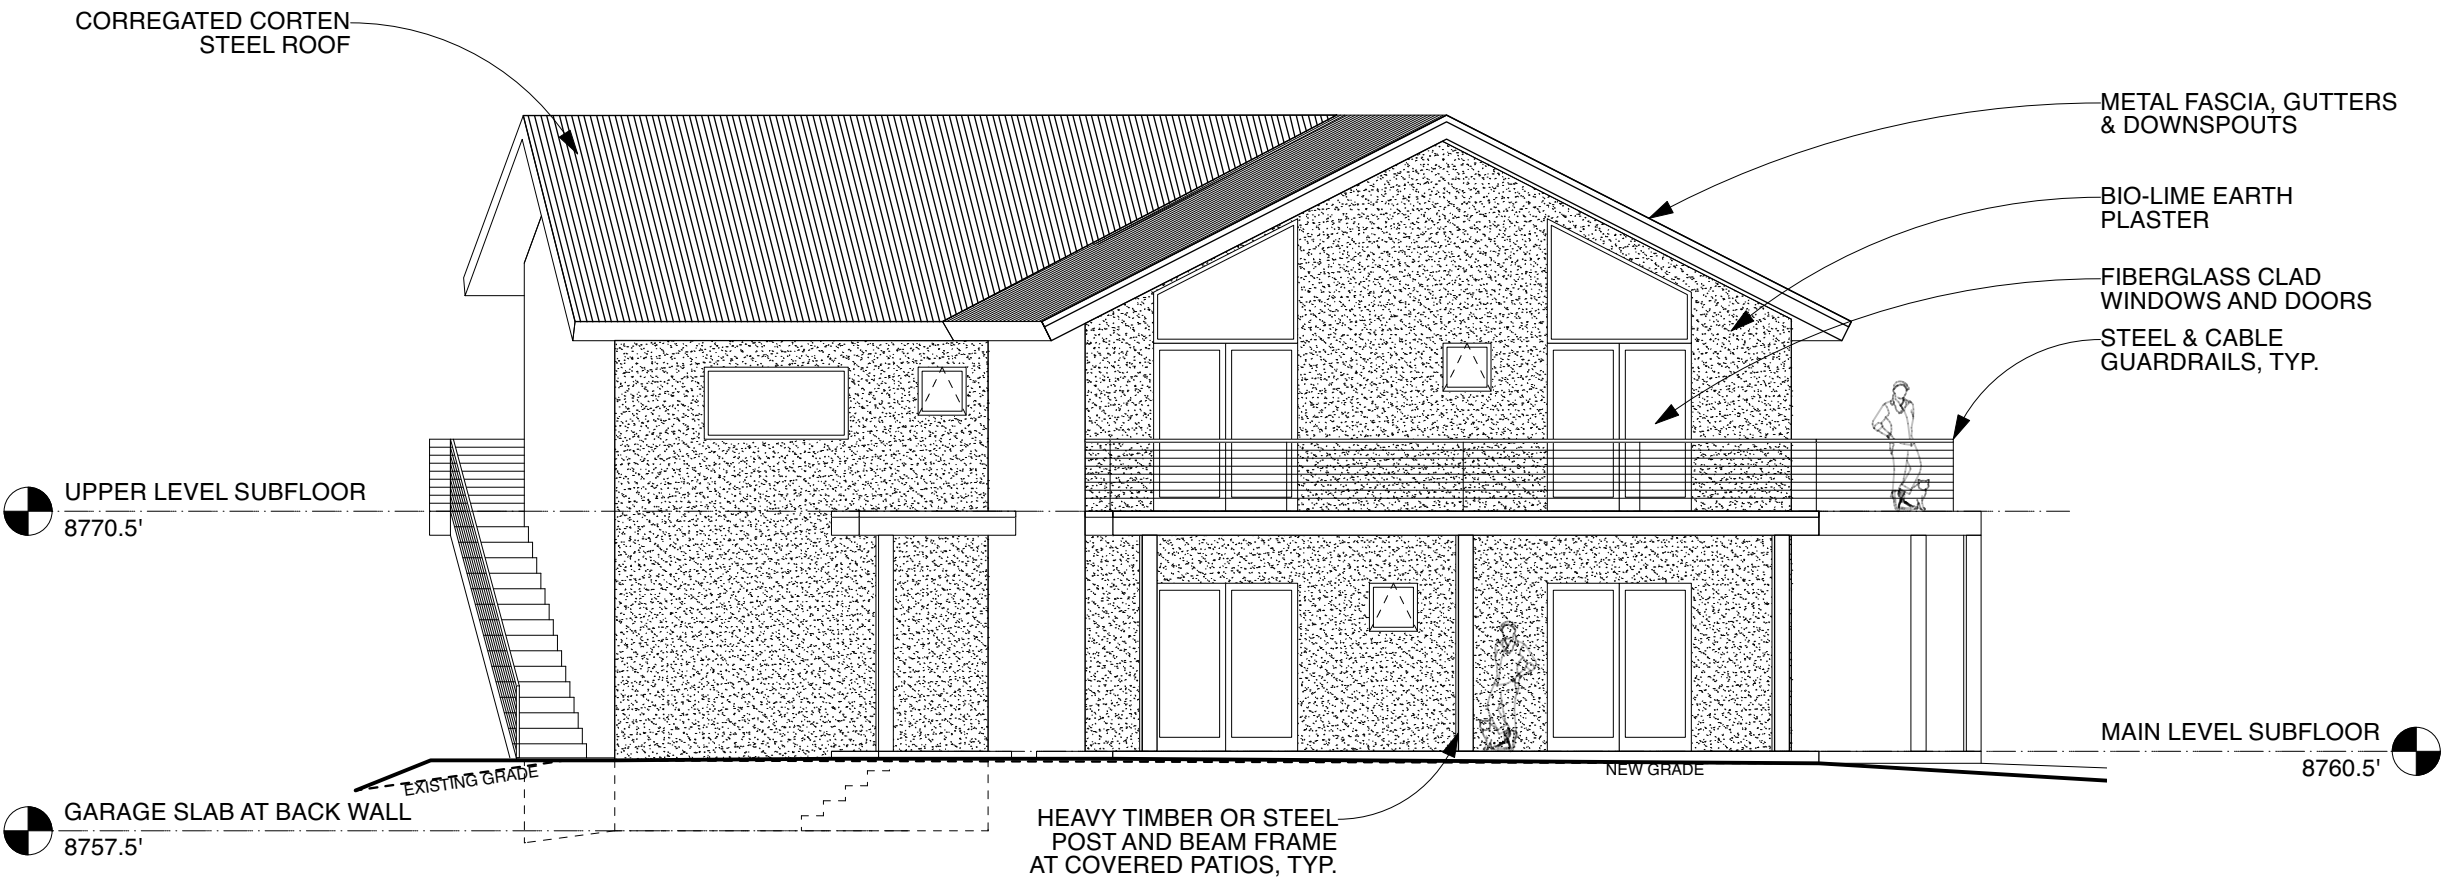 CORREGATED CORTEN
STEEL ROOF
METAL FASCIA, GUTTERS
& DOWNSPOUTS
BIO-LIME EARTH
PLASTER
FIBERGLASS CLAD
WINDOWS AND DOORS
STEEL & CABLE
GUARDRAILS, TYP.
UPPER LEVEL SUBFLOOR
8770.5'
MAIN LEVEL SUBFLOOR
8760.5'
EXISTING GRADE
NEW GRADE
GARAGE SLAB AT BACK WALL
8757.5'
HEAVY TIMBER OR STEEL
POST AND BEAM FRAME
AT COVERED PATIOS, TYP.